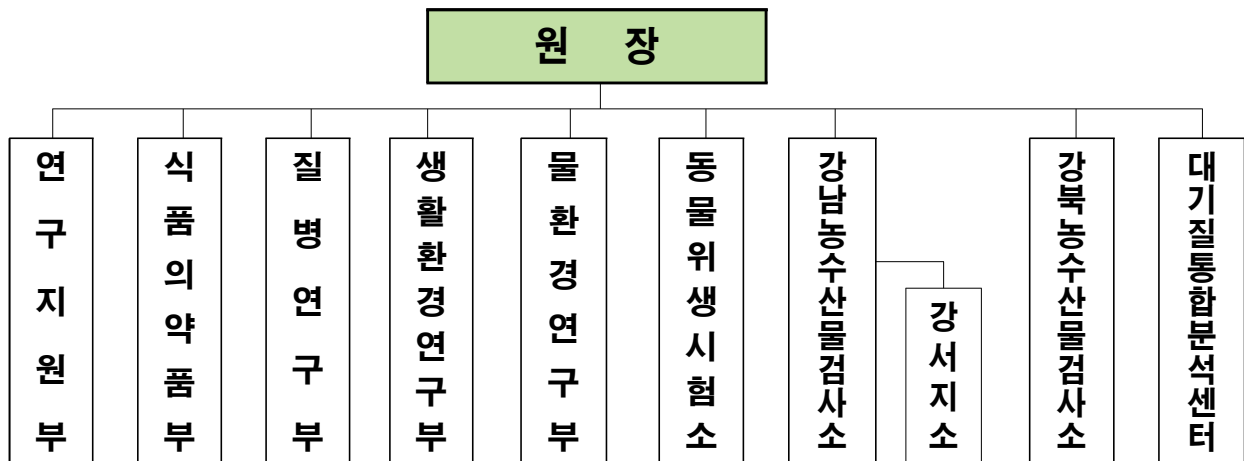 원 장
연구지원부
식품의약품부
질병연구부
생활환경연구부
물환경연구부
동물위생시험소
강남농수산물검사소
강서지소
강북농수산물검사소
대기질통합분석센터